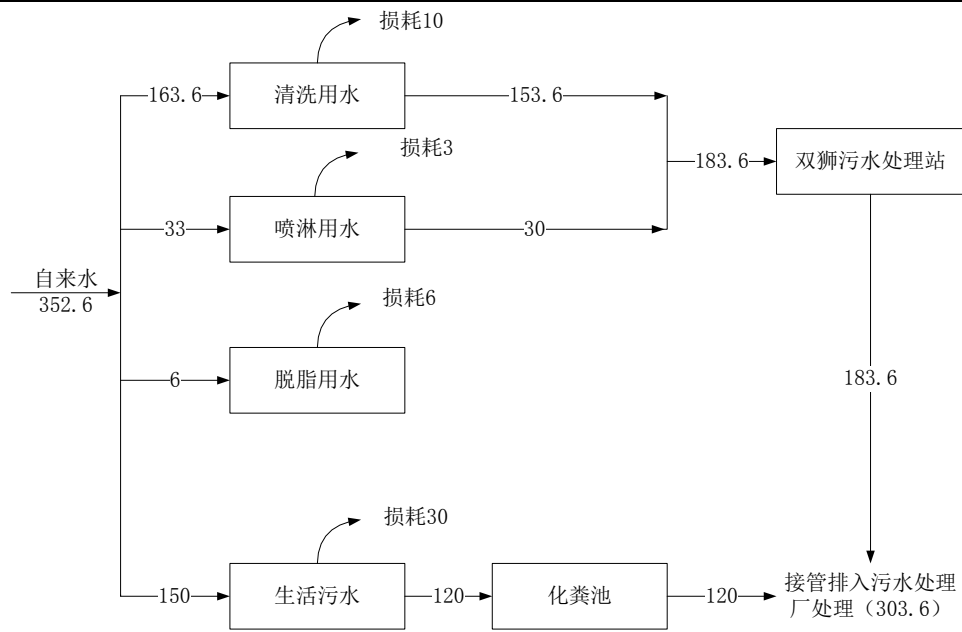 损耗10
163.6
清洗用水
153.6
183.6
双狮污水处理站
损耗3
33
喷淋用水
30
自来水
352.6
损耗6
6
脱脂用水
183.6
损耗30
150
生活污水
120
化粪池
120
接管排入污水处理
厂处理（303.6）